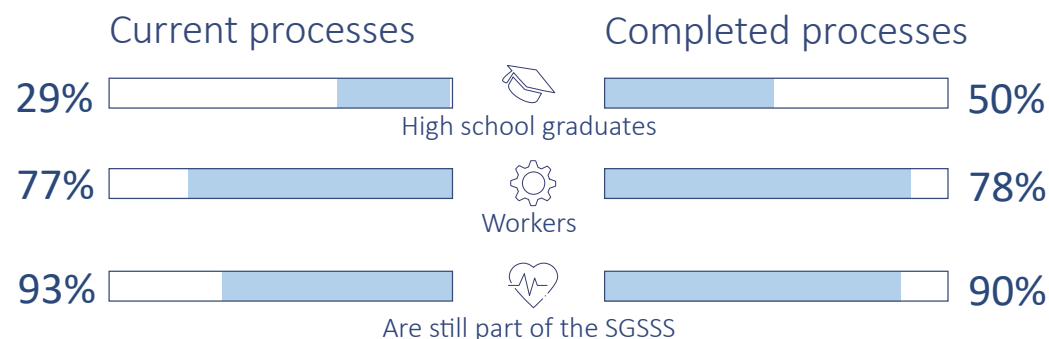 Current processes
Completed processes
29%
50%
High school graduates
77%
78%
Workers
93%
90%
Are still part of the SGSSS